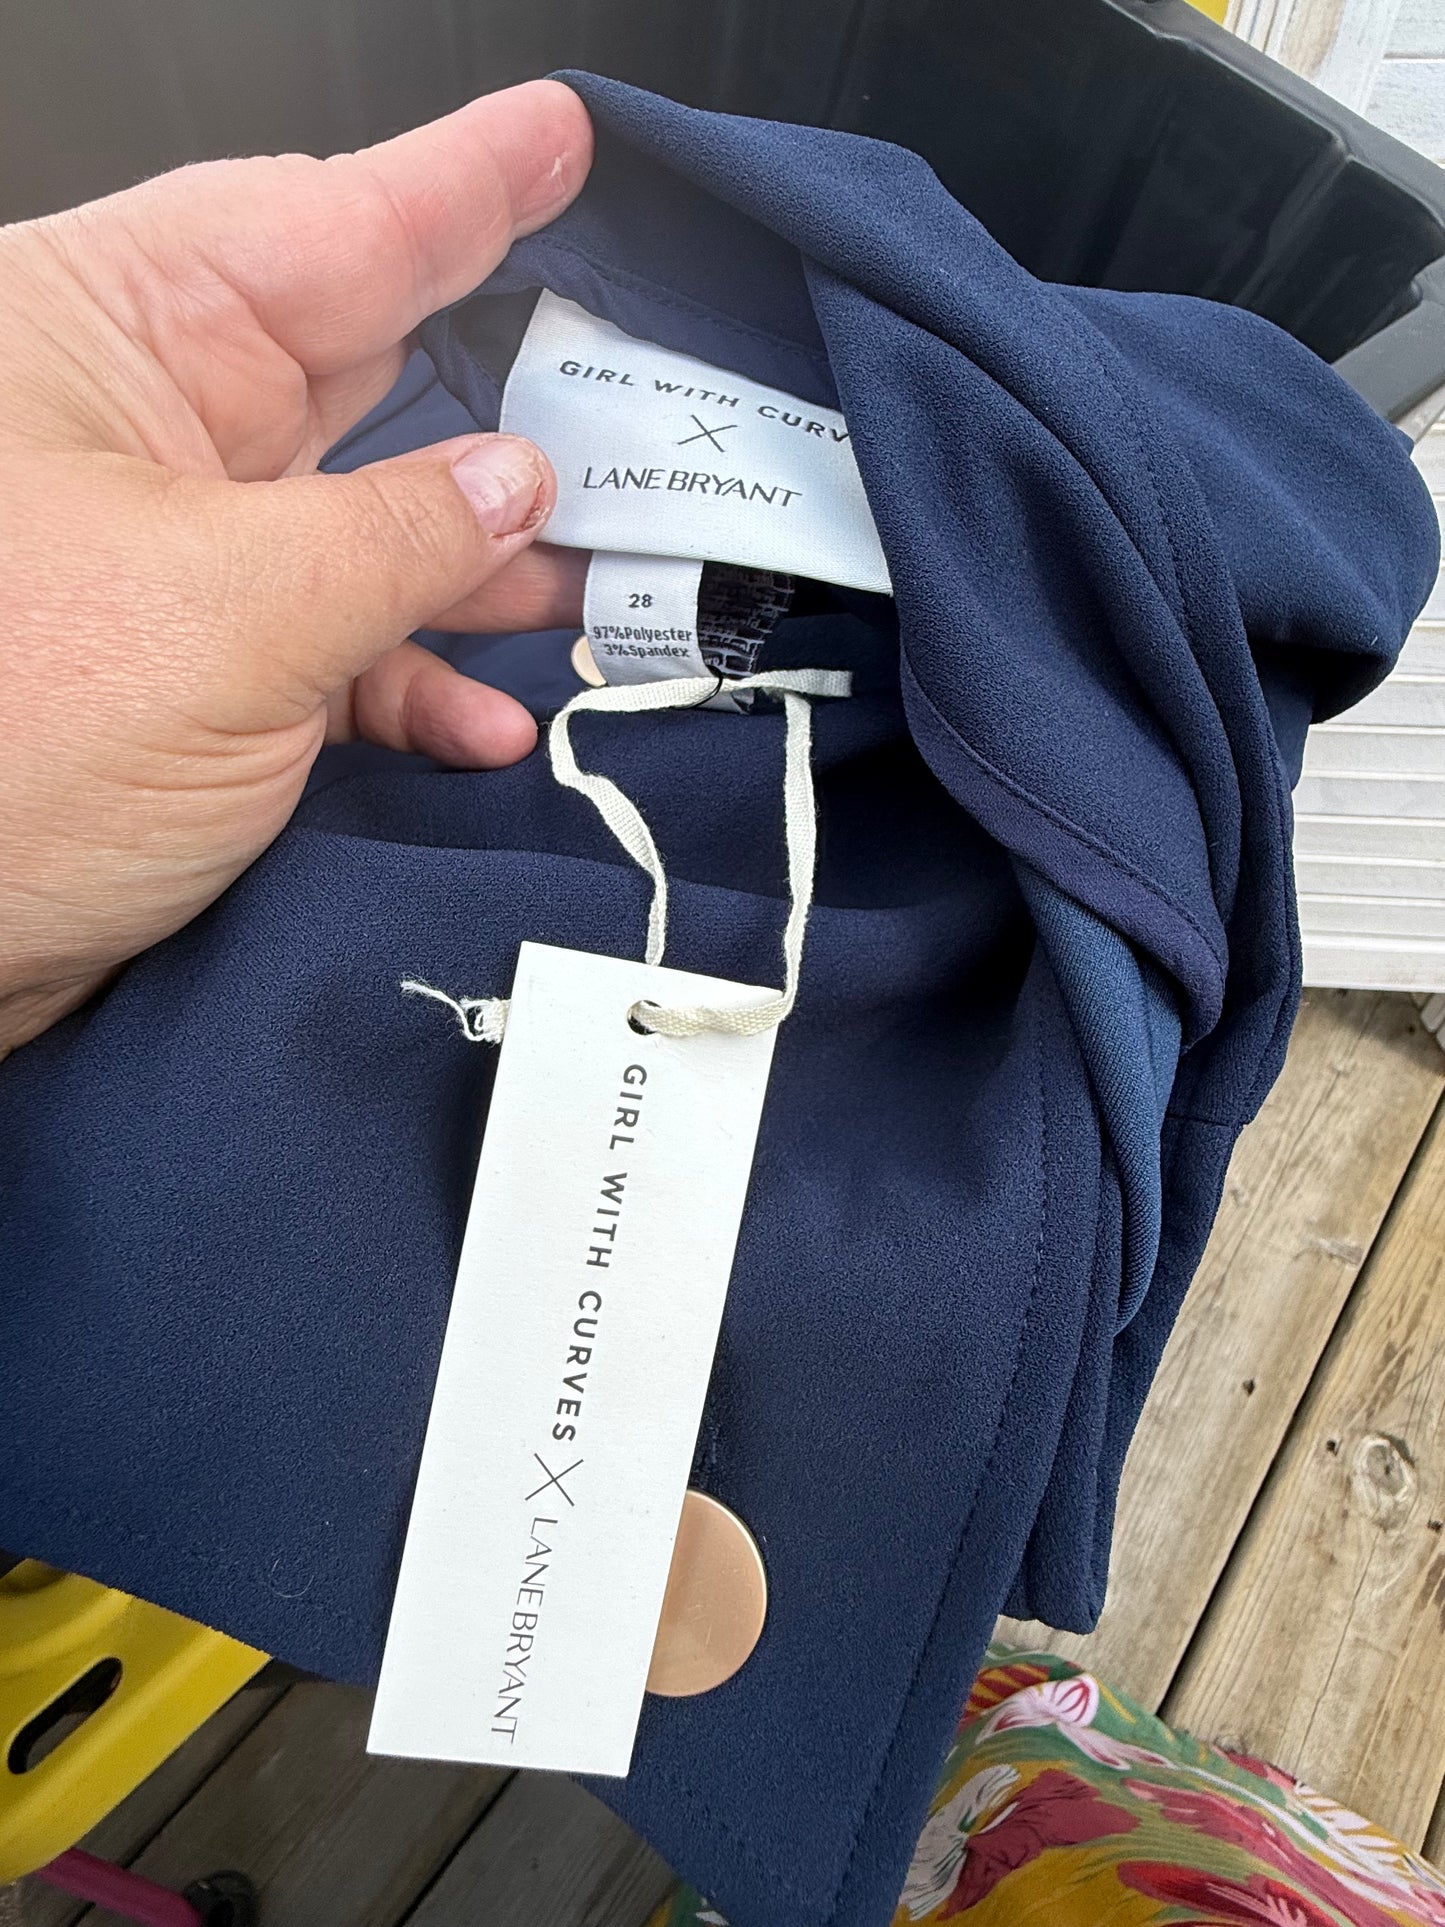 GIRL WITH CURV
X
LANE BRYANT
28
97%Polyester
3%Spandex
GIRL WITH CURVES X LANE BRYANT